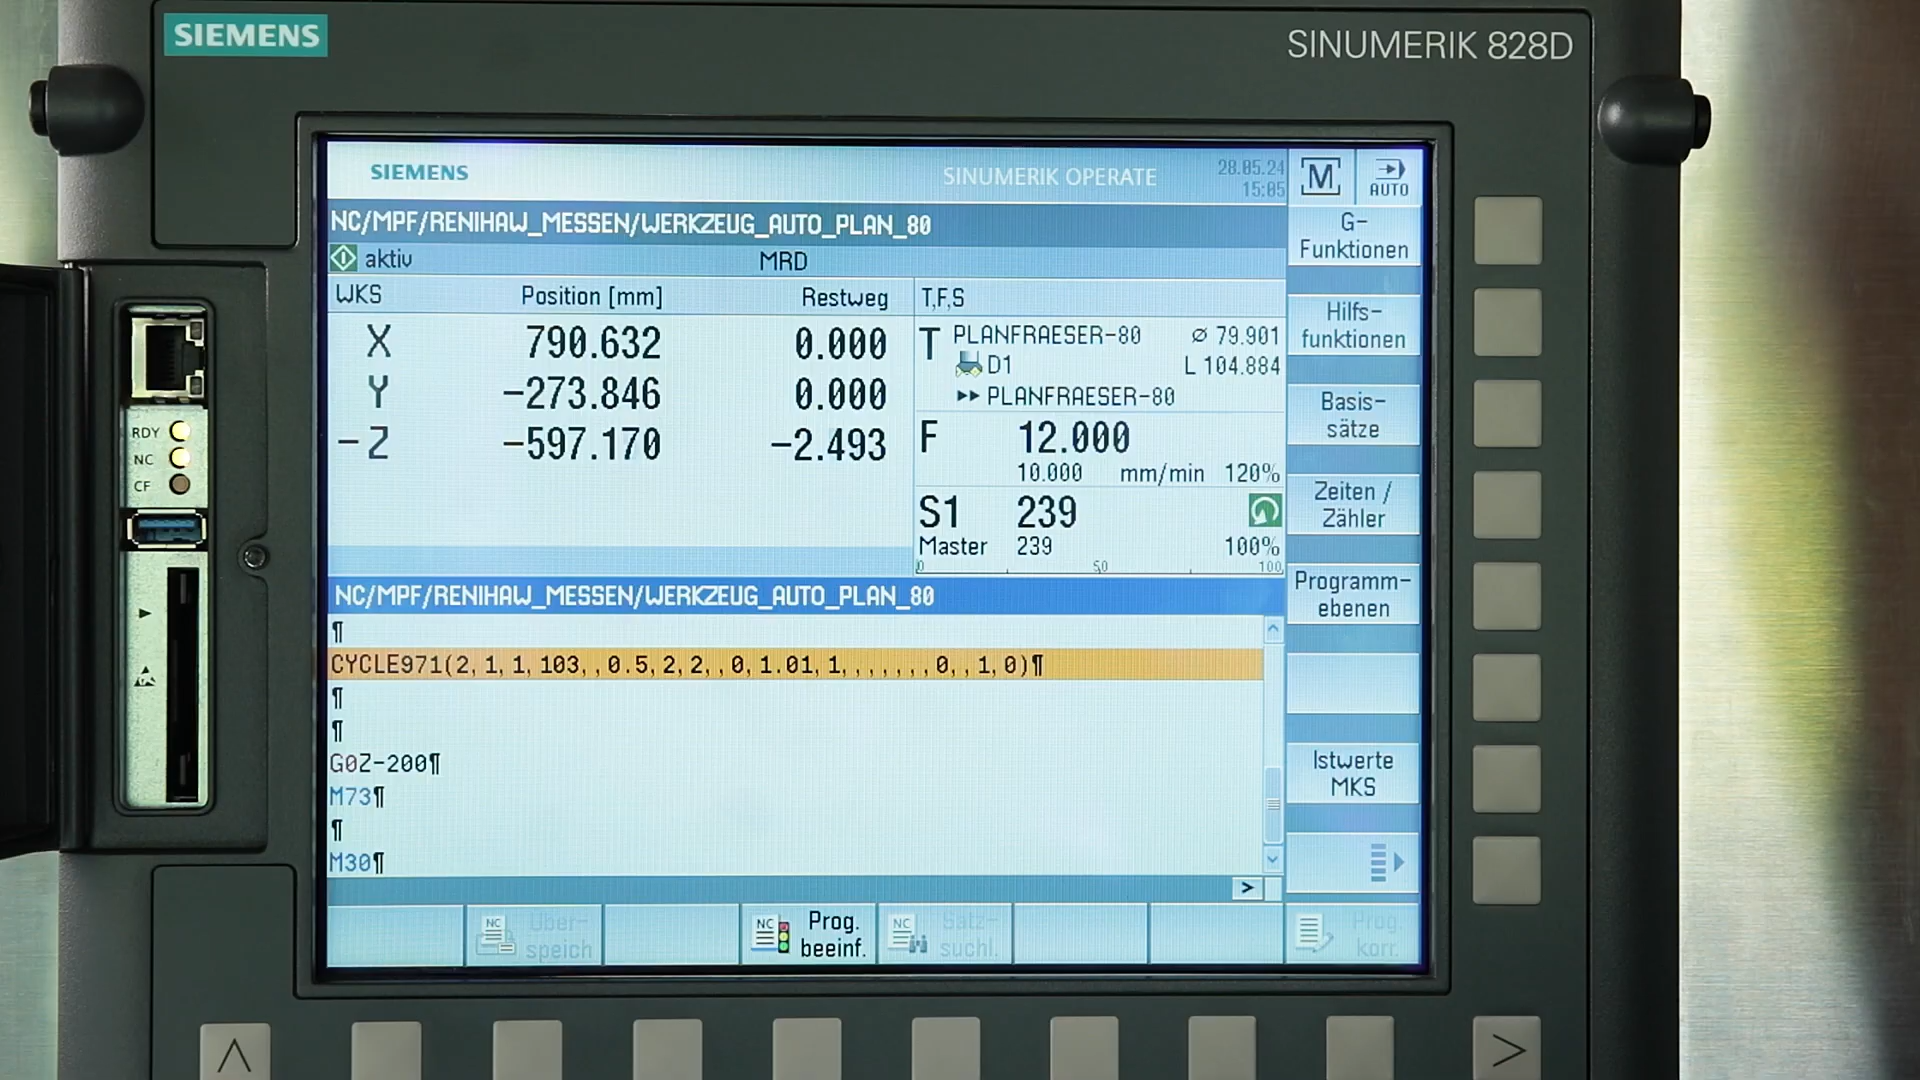 SIEMENS
SINUMERIK 828D
SIEMENS
SINUMERIK OPERATE
28.05.24
15:05
M
AUTO
NC/MPF/RENIHAW_MESSEN/WERKZEUG_AUTO_PLAN_80
aktiv
MRD
WKS Position [mm] Restweg
X 790.632 0.000
Y -273.846 0.000
- Z -597.170 -2.493
T,F,S
T PLANFRAESER-80 ⌀ 79.901
D1 L 104.884
PLANFRAESER-80
F 12.000
10.000 mm/min 120%
S1 239
Master 239 100%
0 50 100
G-
Funktionen
Hilfs-
funktionen
Basis-
sätze
Zeiten /
Zähler
Programm-
ebenen
Istwerte
MKS
RDY
NC
CF
NC/MPF/RENIHAW_MESSEN/WERKZEUG_AUTO_PLAN_80
¶
CYCLE971(2,1,1,103,,0.5,2,2,,0,1.01,1,,,,,,,0,,1,0)¶
¶
¶
G0Z-200¶
M73¶
¶
M30¶
>
NC Über-
speich
NC Prog.
beeinf.
NC Satz-
suchl.
Prog.
korr.